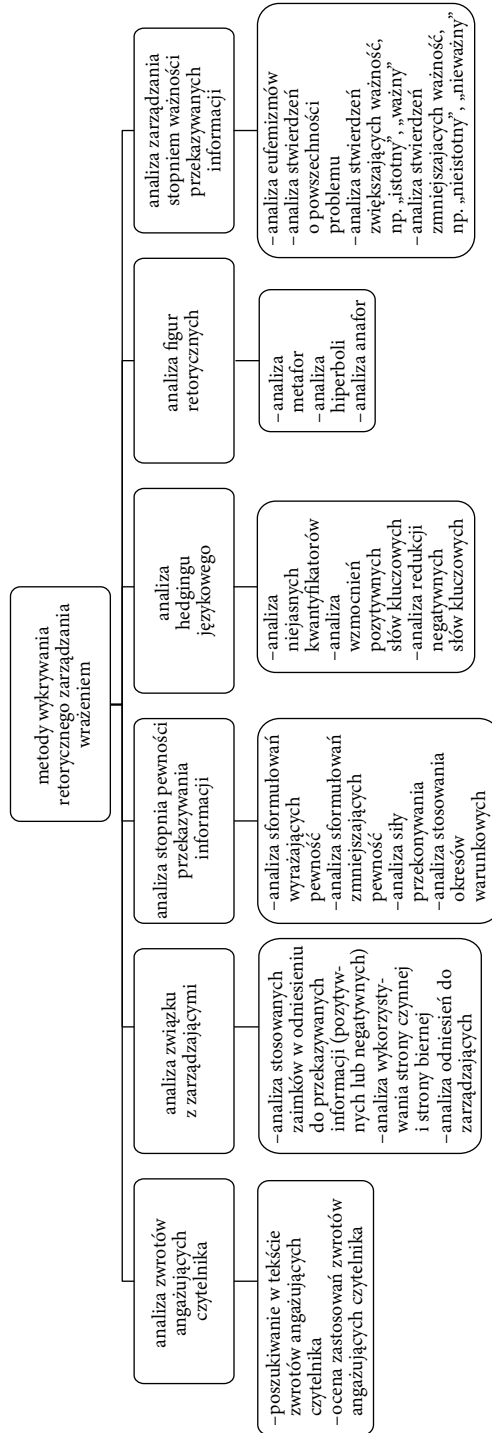 metody wykrywania
retorycznego zarządzania
wrażeniem
analiza zwrotów
angażujących
czytelnika
–poszukiwanie w tekście
zwrotów angażujących
czytelnika
–ocena zastosowań zwrotów
angażujących czytelnika
analiza związku
z zarządzającymi
–analiza stosowanych
zaimków w odniesieniu
do przekazywanych
informacji (pozytyw-
nych lub negatywnych)
–analiza wykorzysty-
wania strony czynnej
i strony biernej
–analiza odniesień do
zarządzających
analiza stopnia pewności
przekazywania
informacji
–analiza sformułowań
wyrażających
pewność
–analiza sformułowań
zmniejszających
pewność
–analiza siły
przekonywania
–analiza stosowania
okresów
warunkowych
analiza
hedgingu
językowego
–analiza
niejasnych
kwantyfikatorów
–analiza
wzmocnień
pozytywnych
słów kluczowych
–analiza redukcji
negatywnych
słów kluczowych
analiza figur
retorycznych
–analiza
metafor
–analiza
hiperboli
–analiza anafor
analiza zarządzania
stopniem ważności
przekazywanych
informacji
–analiza eufemizmów
–analiza stwierdzeń
o powszechności
problemu
–analiza stwierdzeń
zwiększających ważność,
np. „istotny”, „ważny”
–analiza stwierdzeń
zmniejszajacych ważność,
np. „nieistotny”, „nieważny”